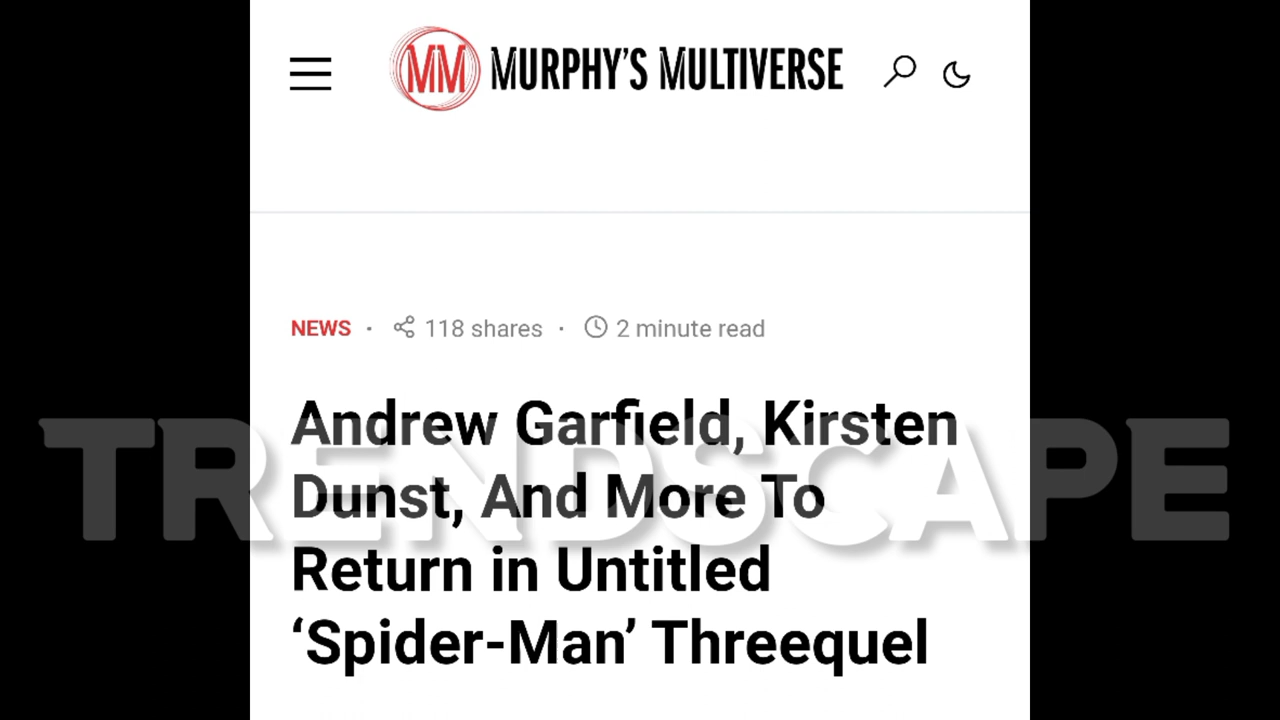 MM MURPHY'S MULTIVERSE
NEWS · 118 shares · 2 minute read
Andrew Garfield, Kirsten
Dunst, And More To
TRENDSCAPE
Return in Untitled
‘Spider-Man’ Threequel